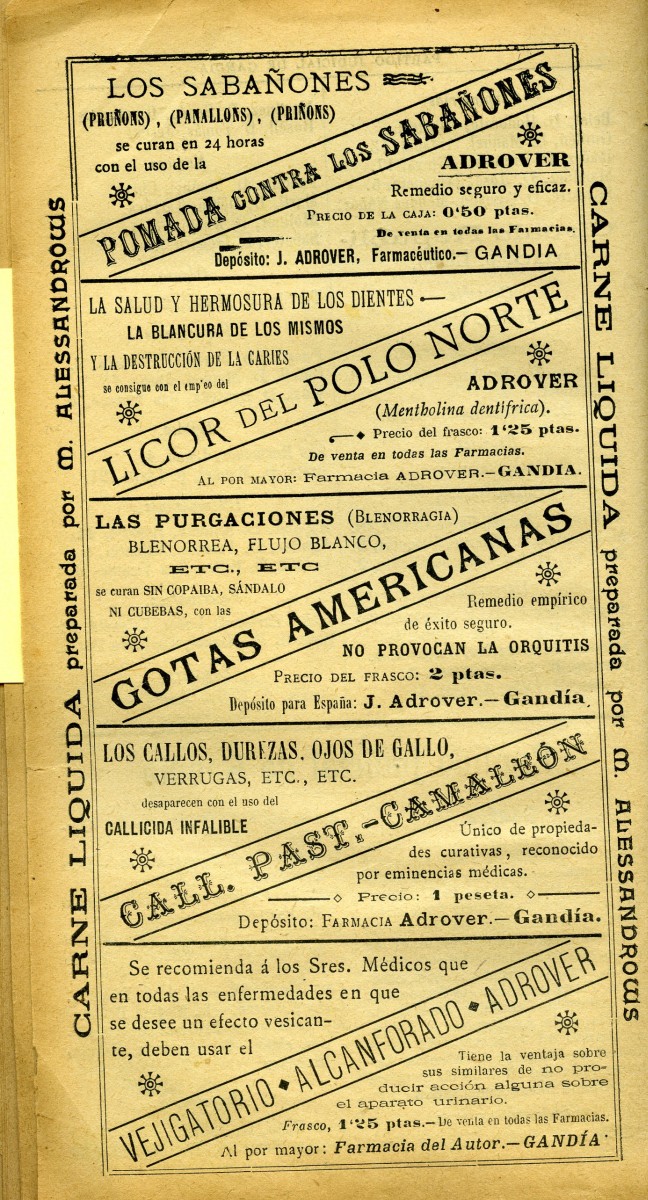 CARNE LIQUIDA preparada por M. ALESSANDROWS
LOS SABAÑONES
(PRUÑONS), (PANALLONS), (PRIÑONS)
se curan en 24 horas
con el uso de la
POMADA CONTRA LOS SABAÑONES
ADROVER
Remedio seguro y eficaz.
PRECIO DE LA CAJA: 0'50 ptas.
De venta en todas las Farmacias.
Depósito: J. ADROVER, Farmacéutico.— GANDIA
LA SALUD Y HERMOSURA DE LOS DIENTES
LA BLANCURA DE LOS MISMOS
Y LA DESTRUCCIÓN DE LA CARIES
se consigue con el emp'eo del
LICOR DEL POLO NORTE
ADROVER
(Mentholina dentífrica).
Precio del frasco: 1'25 ptas.
De venta en todas las Farmacias.
AL POR MAYOR: Farmacia ADROVER.—GANDIA.
LAS PURGACIONES (BLENORRAGIA)
BLENORREA, FLUJO BLANCO,
ETC., ETC
se curan SIN COPAIBA, SÁNDALO
NI CUBEBAS, con las
GOTAS AMERICANAS
Remedio empírico
de éxito seguro.
NO PROVOCAN LA ORQUITIS
PRECIO DEL FRASCO: 2 ptas.
Depósito para España: J. Adrover.—Gandía.
LOS CALLOS, DUREZAS, OJOS DE GALLO,
VERRUGAS, ETC., ETC.
desaparecen con el uso del
CALLICIDA INFALIBLE
CALL. PAST.-CAMALEÓN
Único de propieda-
des curativas, reconocido
por eminencias médicas.
Precio: 1 peseta.
Depósito: FARMACIA Adrover.—Gandía.
Se recomienda á los Sres. Médicos que
en todas las enfermedades en que
se desee un efecto vesican-
te, deben usar el
VEJIGATORIO ◆ ALCANFORADO ◆ ADROVER
Tiene la ventaja sobre
sus similares de no pro-
ducir acción alguna sobre
el aparato urinario.
Frasco, 1'25 ptas.—De venta en todas las Farmacias.
Al por mayor: Farmacia del Autor.—GANDÍA
CARNE LIQUIDA preparada por M. ALESSANDROWS